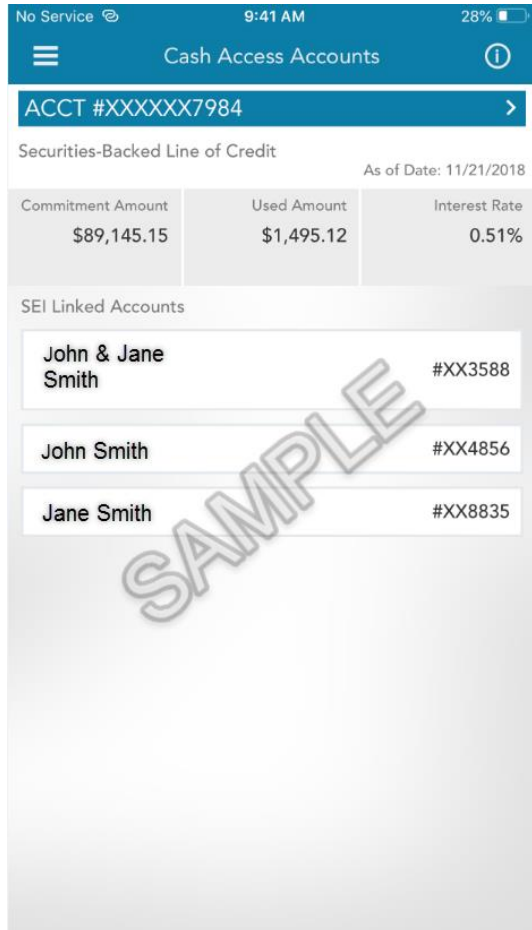 No Service 9:41 AM 28%
Cash Access Accounts
ACCT #XXXXXX7984
Securities-Backed Line of Credit
As of Date: 11/21/2018
Commitment Amount Used Amount Interest Rate
$89,145.15 $1,495.12 0.51%
SEI Linked Accounts
John & Jane
Smith
#XX3588
John Smith #XX4856
Jane Smith #XX8835
SAMPLE